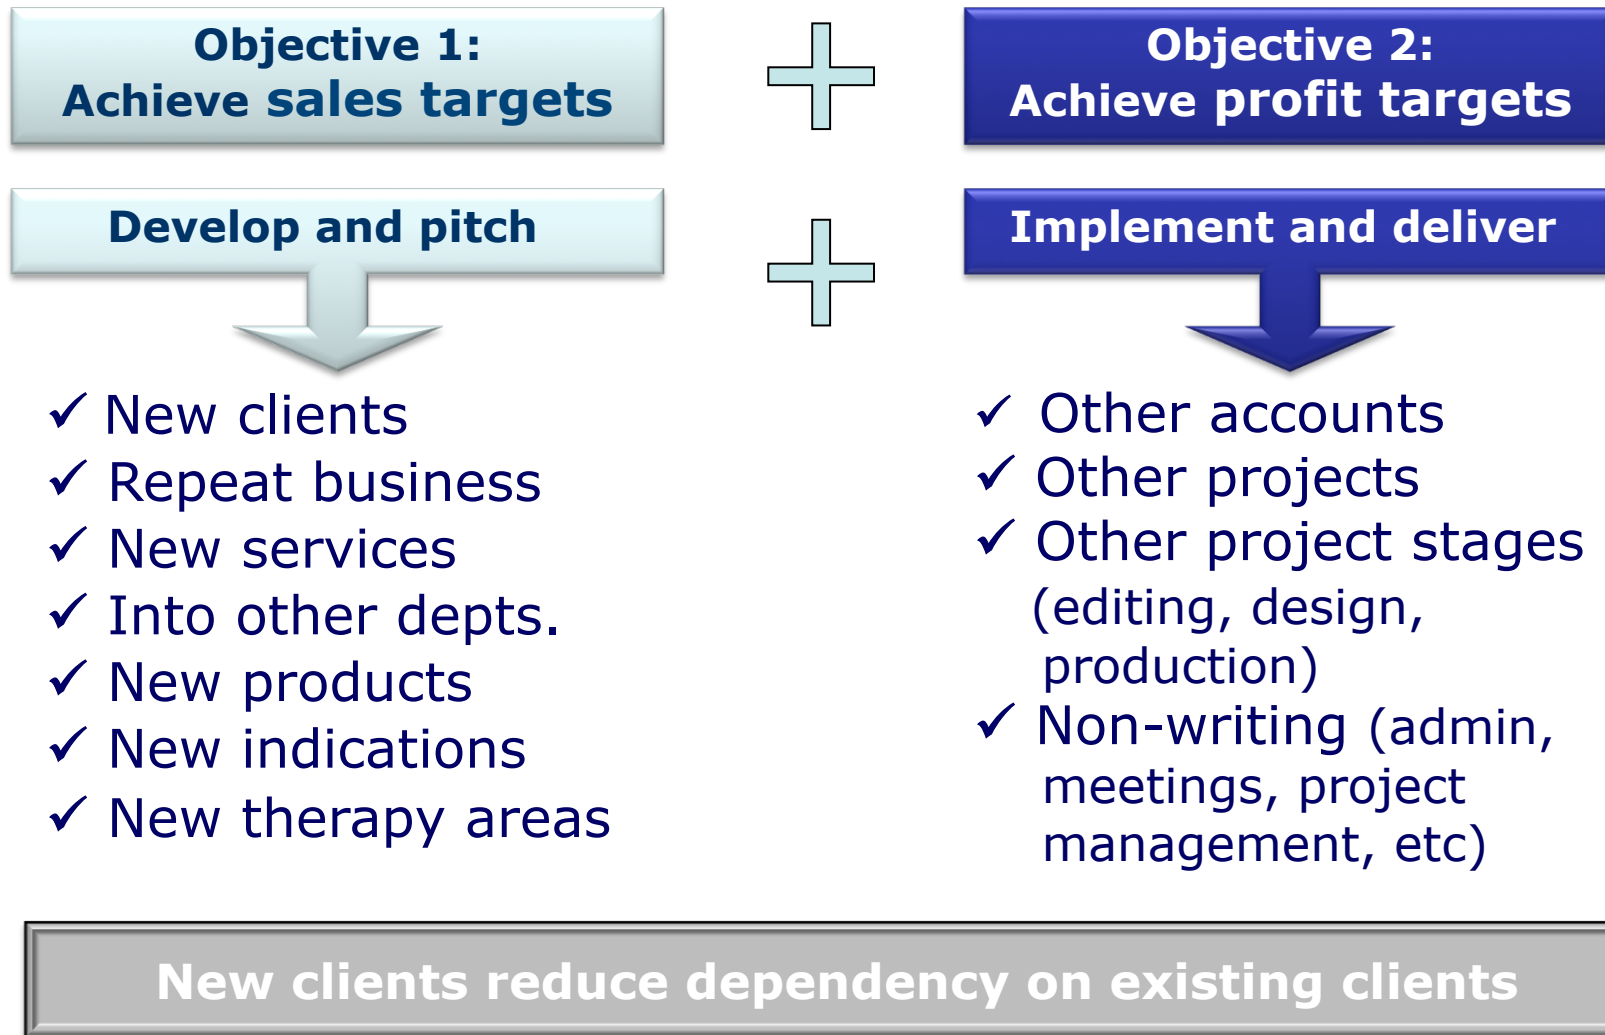 Objective 1:
Achieve sales targets
Objective 2:
Achieve profit targets
Develop and pitch
Implement and deliver
✓ New clients
✓ Repeat business
✓ New services
✓ Into other depts.
✓ New products
✓ New indications
✓ New therapy areas
✓ Other accounts
✓ Other projects
✓ Other project stages
(editing, design,
production)
✓ Non-writing (admin,
meetings, project
management, etc)
New clients reduce dependency on existing clients